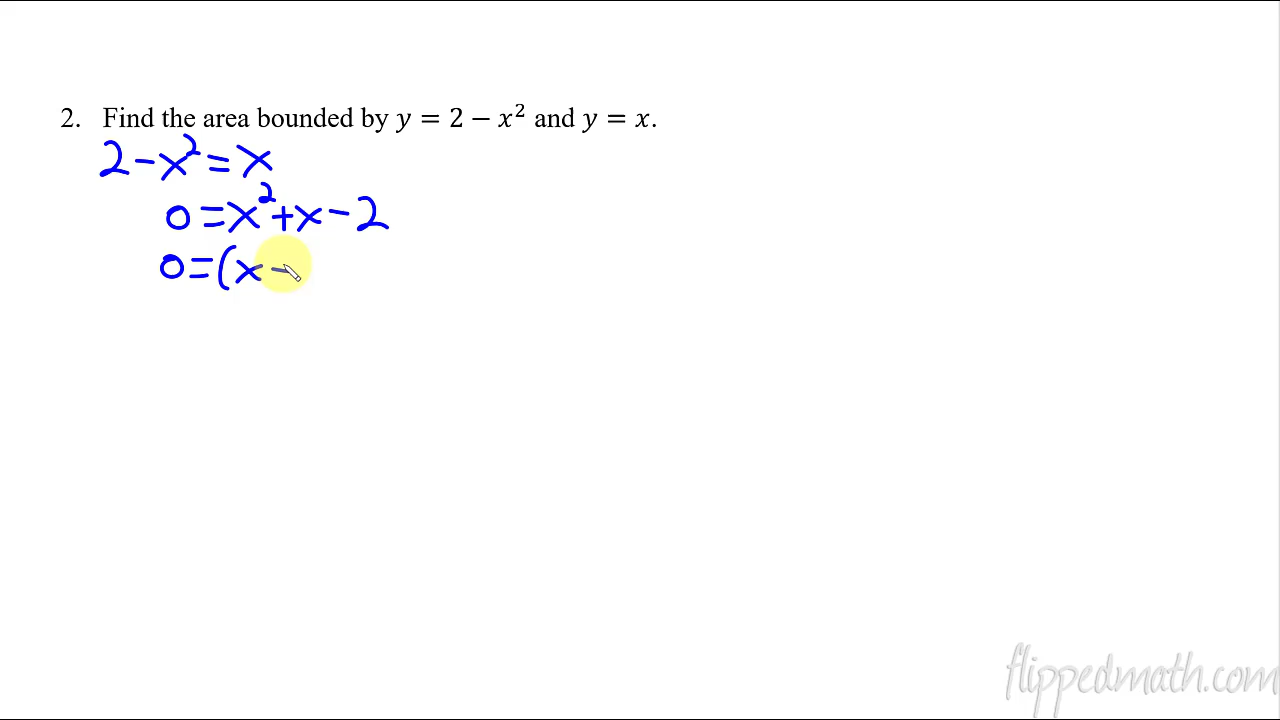 2. Find the area bounded by y = 2 − x² and y = x.
2 − x² = x
0 = x² + x − 2
0 = (x −
flippedmath.com